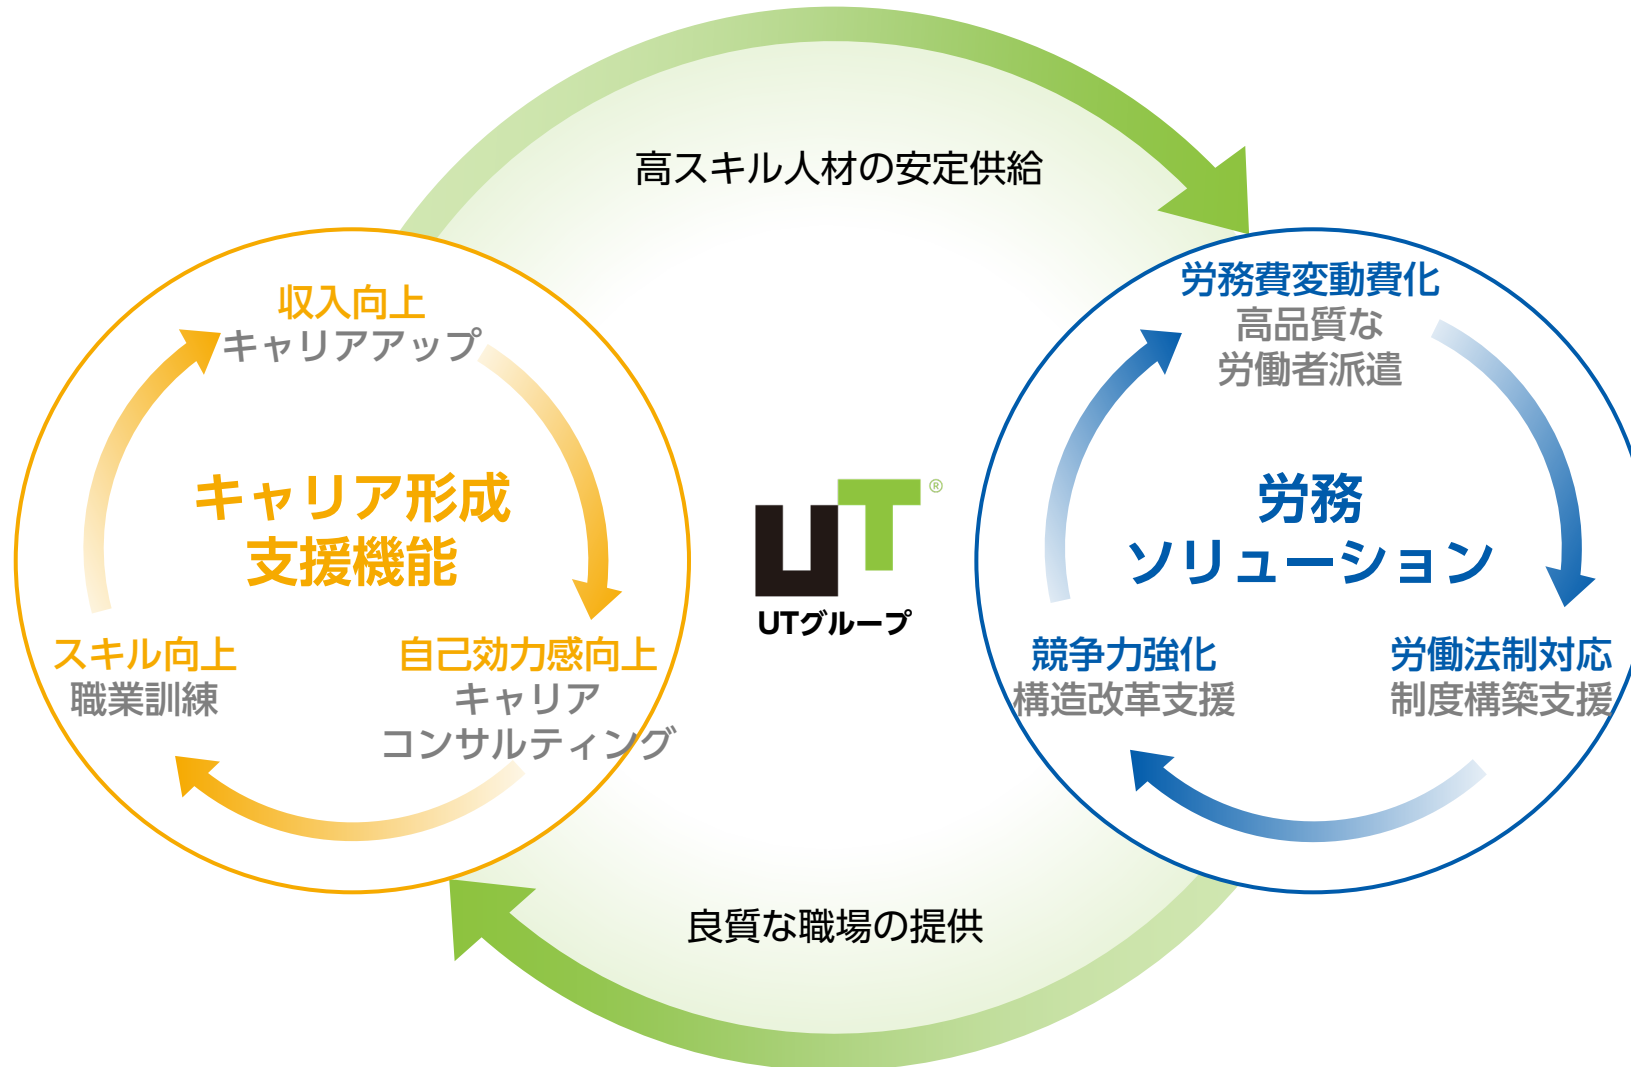 高スキル人材の安定供給
収入向上
キャリアアップ
キャリア形成
支援機能
スキル向上
職業訓練
自己効力感向上
キャリア
コンサルティング
UT®
UTグループ
労務費変動費化
高品質な
労働者派遣
労務
ソリューション
競争力強化
構造改革支援
労働法制対応
制度構築支援
良質な職場の提供